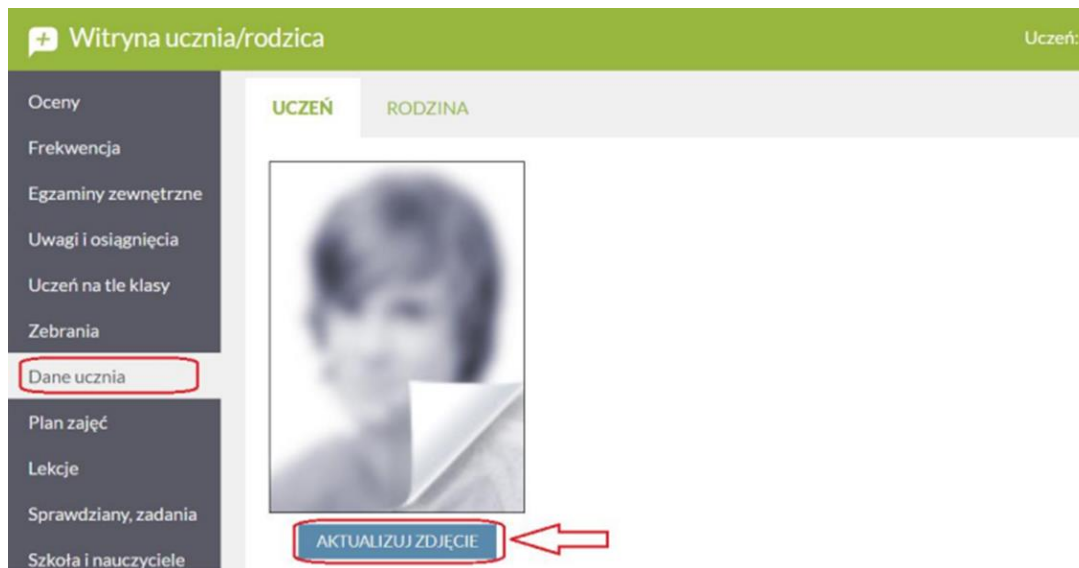 Witryna ucznia/rodzica
Uczeń:
Oceny
Frekwencja
Egzaminy zewnętrzne
Uwagi i osiągnięcia
Uczeń na tle klasy
Zebrania
Dane ucznia
Plan zajęć
Lekcje
Sprawdziany, zadania
Szkoła i nauczyciele
UCZEŃ RODZINA
AKTUALIZUJ ZDJĘCIE